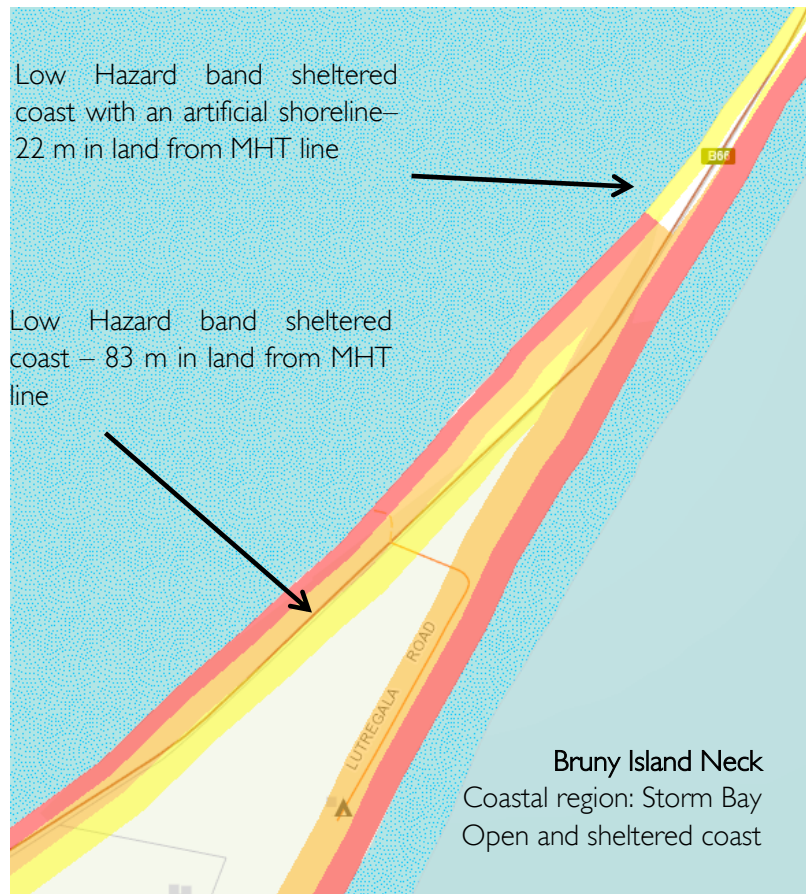 Low Hazard band sheltered
coast with an artificial shoreline–
22 m in land from MHT line
B66
Low Hazard band sheltered
coast – 83 m in land from MHT
line
LUTREGALA ROAD
Bruny Island Neck
Coastal region: Storm Bay
Open and sheltered coast